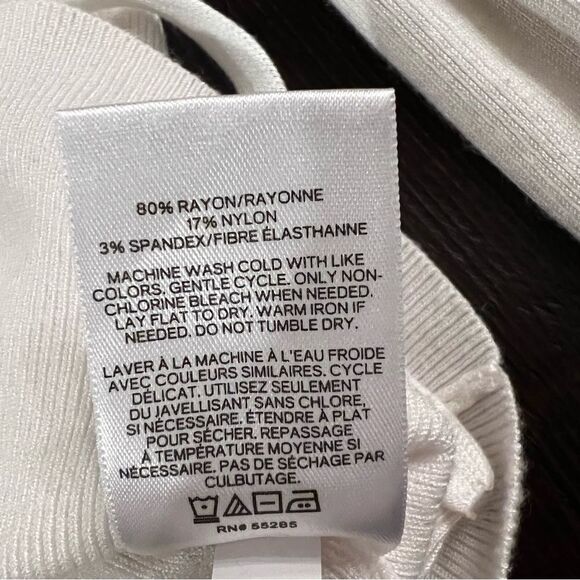 80% RAYON/RAYONNE
17% NYLON
3% SPANDEX/FIBRE ÉLASTHANNE
MACHINE WASH COLD WITH LIKE
COLORS. GENTLE CYCLE. ONLY NON-
CHLORINE BLEACH WHEN NEEDED.
LAY FLAT TO DRY. WARM IRON IF
NEEDED. DO NOT TUMBLE DRY.
LAVER À LA MACHINE À L'EAU FROIDE
AVEC COULEURS SIMILAIRES. CYCLE
DÉLICAT. UTILISEZ SEULEMENT
DU JAVELLISANT SANS CHLORE,
SI NÉCESSAIRE. ÉTENDRE À PLAT
POUR SÉCHER. REPASSAGE
À TEMPÉRATURE MOYENNE SI
NÉCESSAIRE. PAS DE SÉCHAGE PAR
CULBUTAGE.
RN# 55285